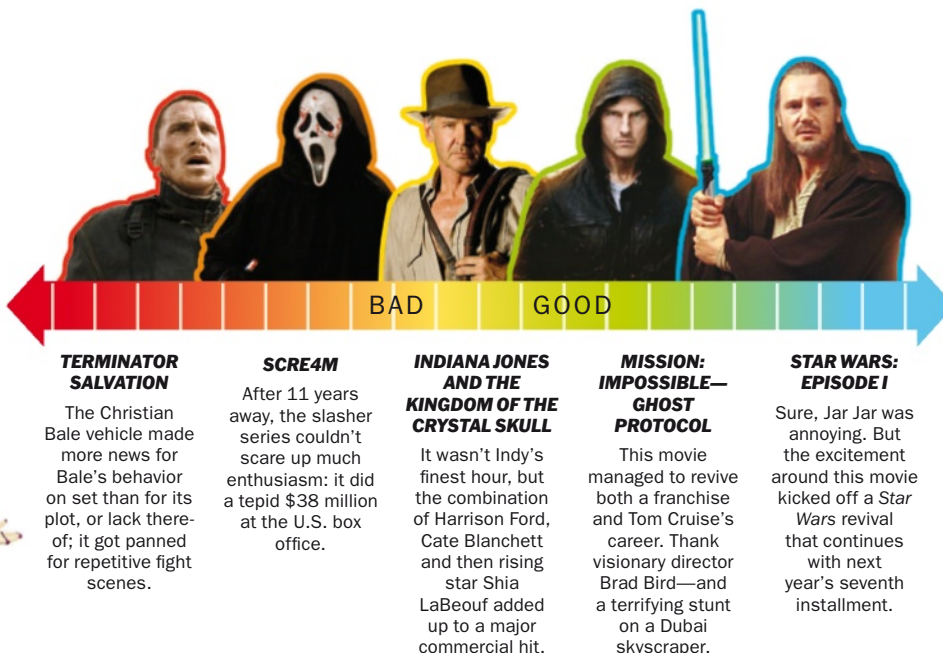 BAD
GOOD
TERMINATOR
SALVATION
The Christian
Bale vehicle made
more news for
Bale's behavior
on set than for its
plot, or lack there-
of; it got panned
for repetitive fight
scenes.
SCRE4M
After 11 years
away, the slasher
series couldn't
scare up much
enthusiasm: it did
a tepid $38 million
at the U.S. box
office.
INDIANA JONES
AND THE
KINGDOM OF THE
CRYSTAL SKULL
It wasn't Indy's
finest hour, but
the combination
of Harrison Ford,
Cate Blanchett
and then rising
star Shia
LaBeouf added
up to a major
commercial hit.
MISSION:
IMPOSSIBLE—
GHOST
PROTOCOL
This movie
managed to revive
both a franchise
and Tom Cruise's
career. Thank
visionary director
Brad Bird—and
a terrifying stunt
on a Dubai
skyscraper.
STAR WARS:
EPISODE I
Sure, Jar Jar was
annoying. But
the excitement
around this movie
kicked off a Star
Wars revival
that continues
with next
year's seventh
installment.